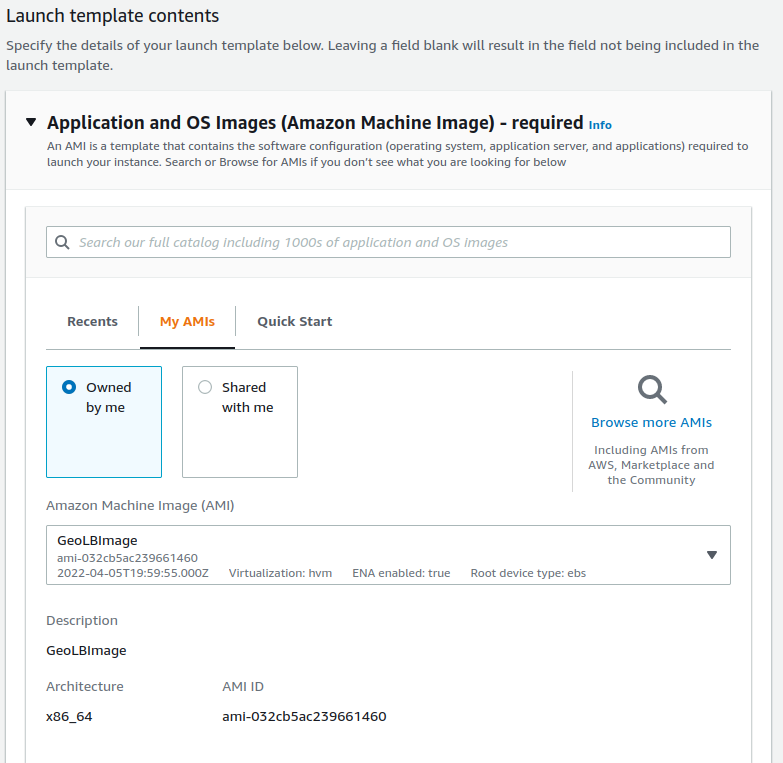 Launch template contents
Specify the details of your launch template below. Leaving a field blank will result in the field not being included in the
launch template.
Application and OS Images (Amazon Machine Image) - required Info
An AMI is a template that contains the software configuration (operating system, application server, and applications) required to
launch your instance. Search or Browse for AMIs if you don't see what you are looking for below
Search our full catalog including 1000s of application and OS images
Recents My AMIs Quick Start
Owned
by me
Shared
with me
Browse more AMIs
Including AMIs from
AWS, Marketplace and
the Community
Amazon Machine Image (AMI)
GeoLBImage
ami-032cb5ac239661460
2022-04-05T19:59:55.000Z Virtualization: hvm ENA enabled: true Root device type: ebs
Description
GeoLBImage
Architecture AMI ID
x86_64 ami-032cb5ac239661460